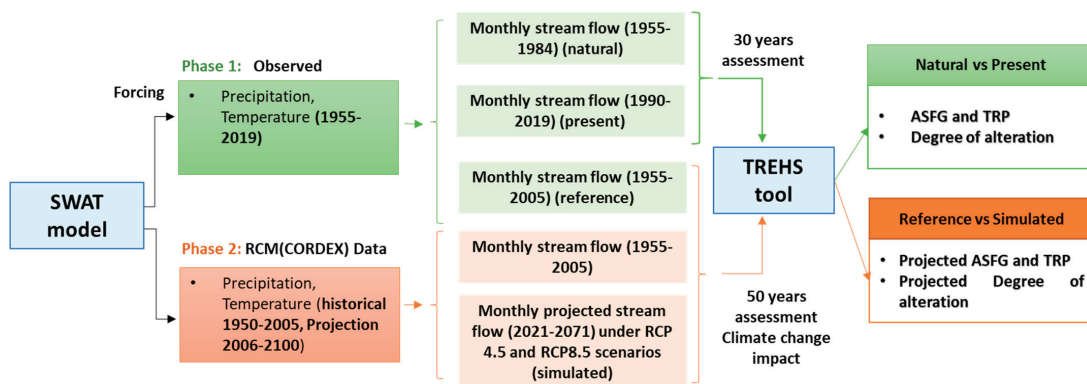 SWAT
model
Forcing
Phase 1: Observed
• Precipitation,
Temperature (1955-
2019)
Phase 2: RCM(CORDEX) Data
• Precipitation,
Temperature (historical
1950-2005, Projection
2006-2100)
Monthly stream flow (1955-
1984) (natural)
Monthly stream flow (1990-
2019) (present)
Monthly stream flow (1955-
2005) (reference)
Monthly stream flow (1955-
2005)
Monthly projected stream
flow (2021-2071) under RCP
4.5 and RCP8.5 scenarios
(simulated)
30 years
assessment
TREHS
tool
50 years
assessment
Climate change
impact
Natural vs Present
• ASFG and TRP
• Degree of alteration
Reference vs Simulated
• Projected ASFG and TRP
• Projected Degree of
alteration